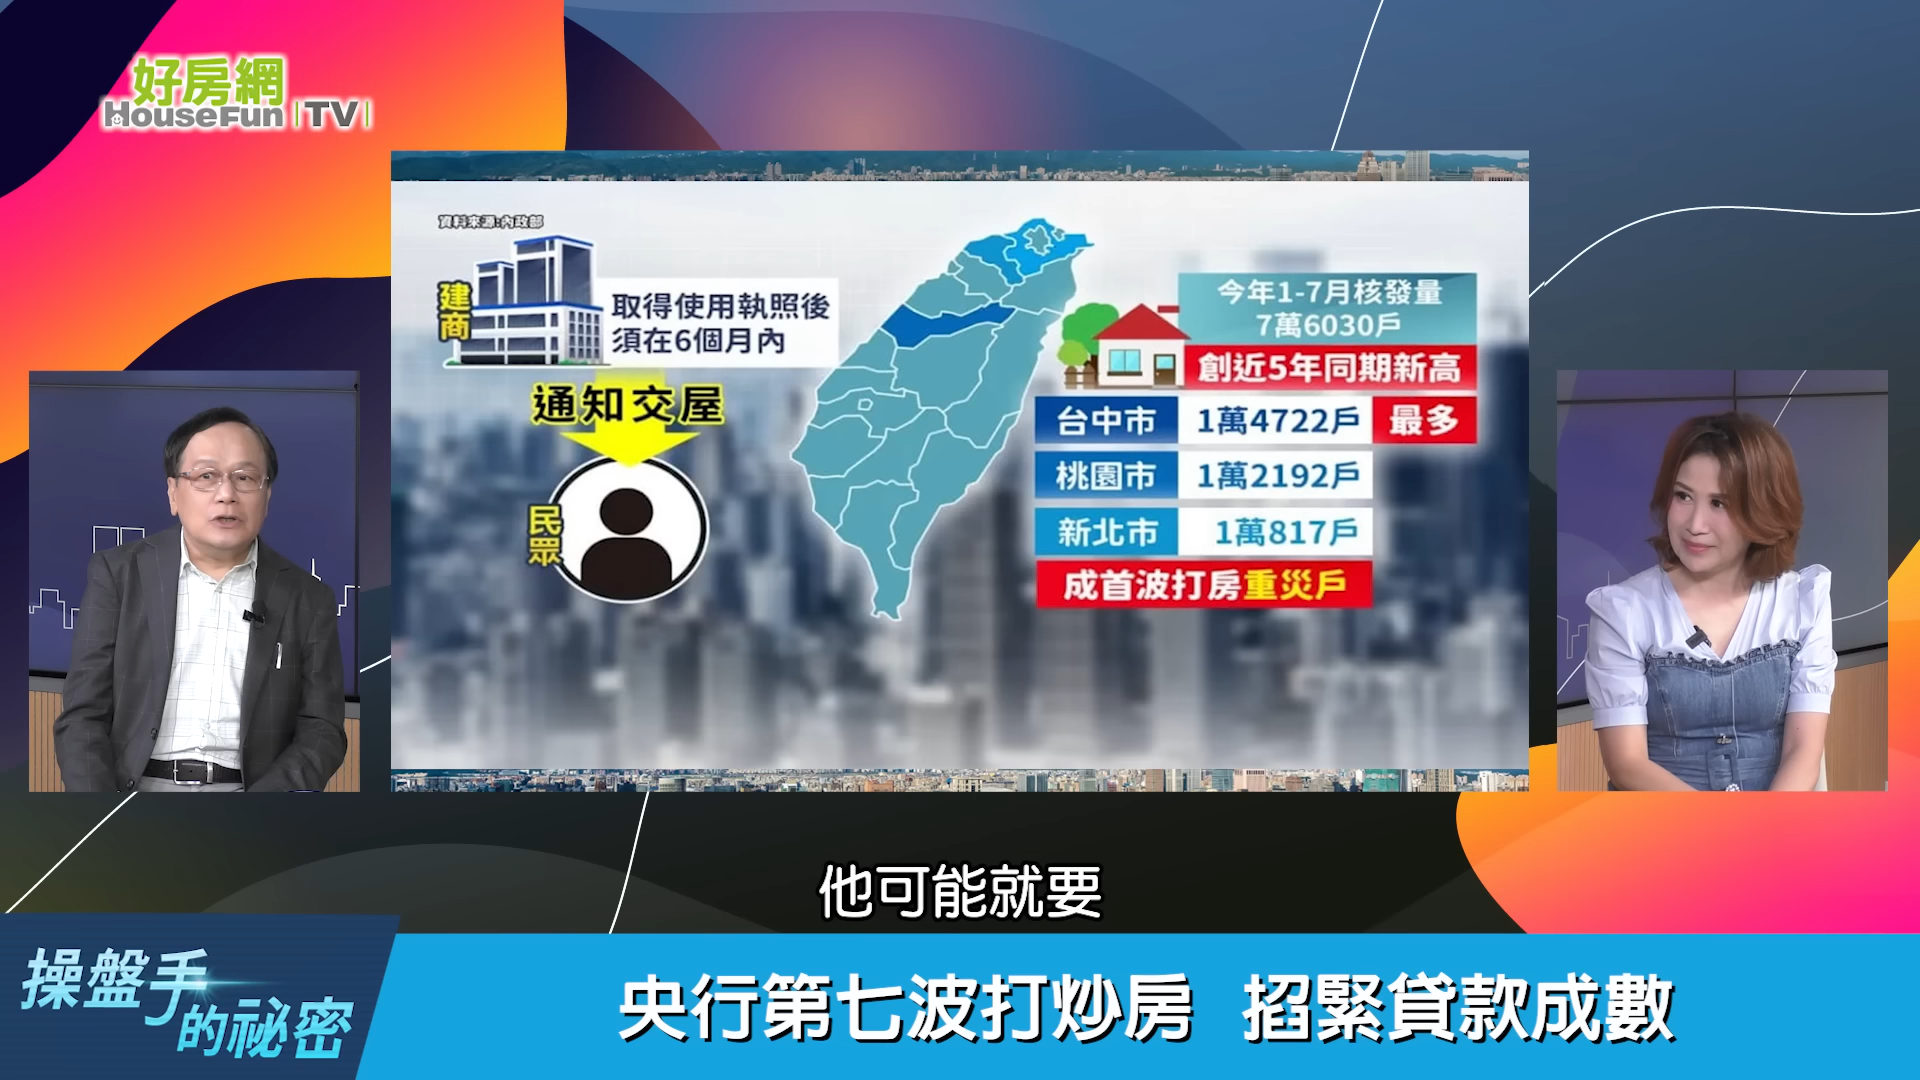 好房網
HouseFun TV
資料來源:內政部
建商
取得使用執照後
須在6個月內
通知交屋
民眾
今年1-7月核發量
7萬6030戶
創近5年同期新高
台中市 1萬4722戶 最多
桃園市 1萬2192戶
新北市 1萬817戶
成首波打房重災戶
他可能就要
操盤手
的祕密
央行第七波打炒房 掐緊貸款成數